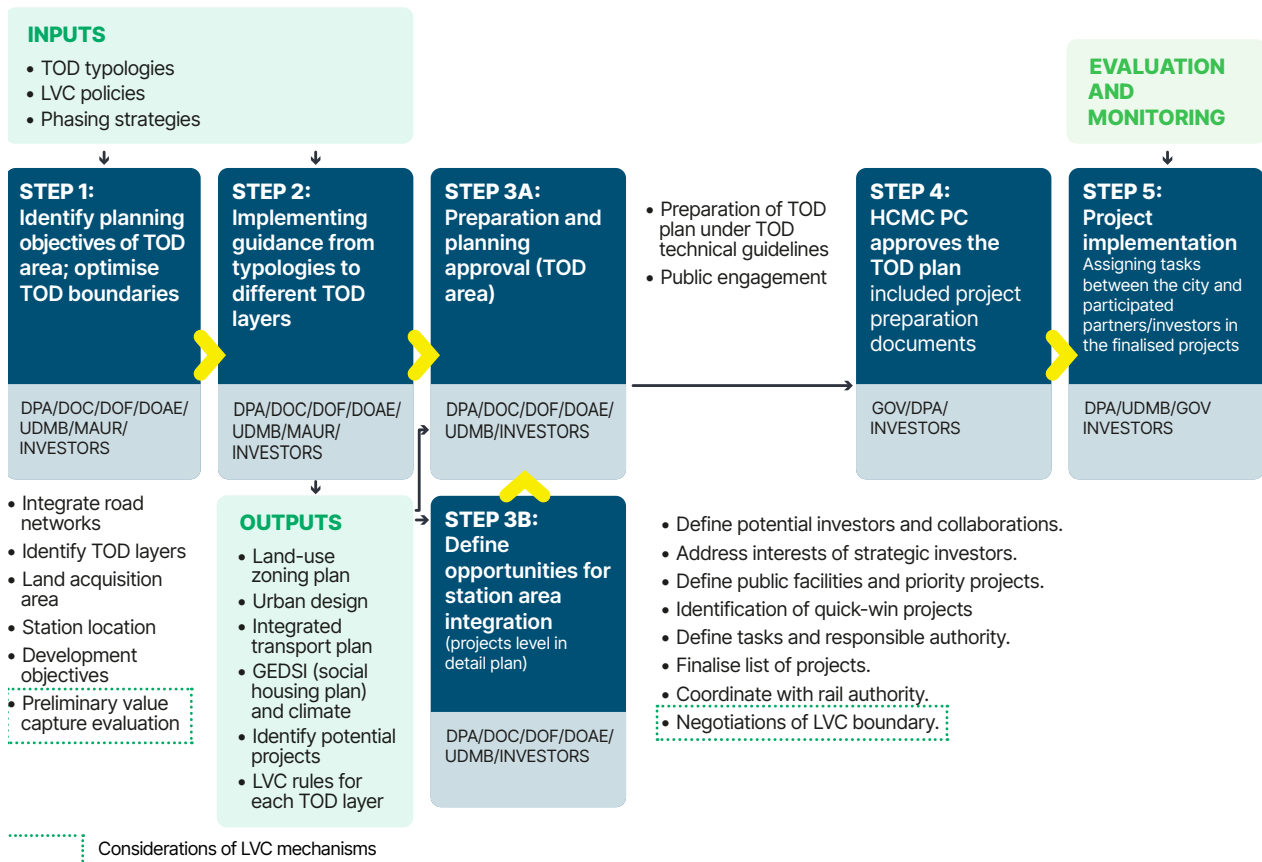 INPUTS
• TOD typologies
• LVC policies
• Phasing strategies
EVALUATION
AND
MONITORING
STEP 1:
Identify planning
objectives of TOD
area; optimise
TOD boundaries
DPA/DOC/DOF/DOAE/
UDMB/MAUR/
INVESTORS
• Integrate road
networks
• Identify TOD layers
• Land acquisition
area
• Station location
• Development
objectives
• Preliminary value
capture evaluation
STEP 2:
Implementing
guidance from
typologies to
different TOD
layers
DPA/DOC/DOF/DOAE/
UDMB/MAUR/
INVESTORS
OUTPUTS
• Land-use
zoning plan
• Urban design
• Integrated
transport plan
• GEDSI (social
housing plan)
and climate
• Identify potential
projects
• LVC rules for
each TOD layer
STEP 3A:
Preparation and
planning
approval (TOD
area)
DPA/DOC/DOF/DOAE/
UDMB/INVESTORS
• Preparation of TOD
plan under TOD
technical guidelines
• Public engagement
STEP 3B:
Define
opportunities for
station area
integration
(projects level in
detail plan)
DPA/DOC/DOF/DOAE/
UDMB/INVESTORS
• Define potential investors and collaborations.
• Address interests of strategic investors.
• Define public facilities and priority projects.
• Identification of quick-win projects
• Define tasks and responsible authority.
• Finalise list of projects.
• Coordinate with rail authority.
• Negotiations of LVC boundary.
STEP 4:
HCMC PC
approves the
TOD plan
included project
preparation
documents
GOV/DPA/
INVESTORS
STEP 5:
Project
implementation
Assigning tasks
between the city and
participated
partners/investors in
the finalised projects
DPA/UDMB/GOV
INVESTORS
Considerations of LVC mechanisms